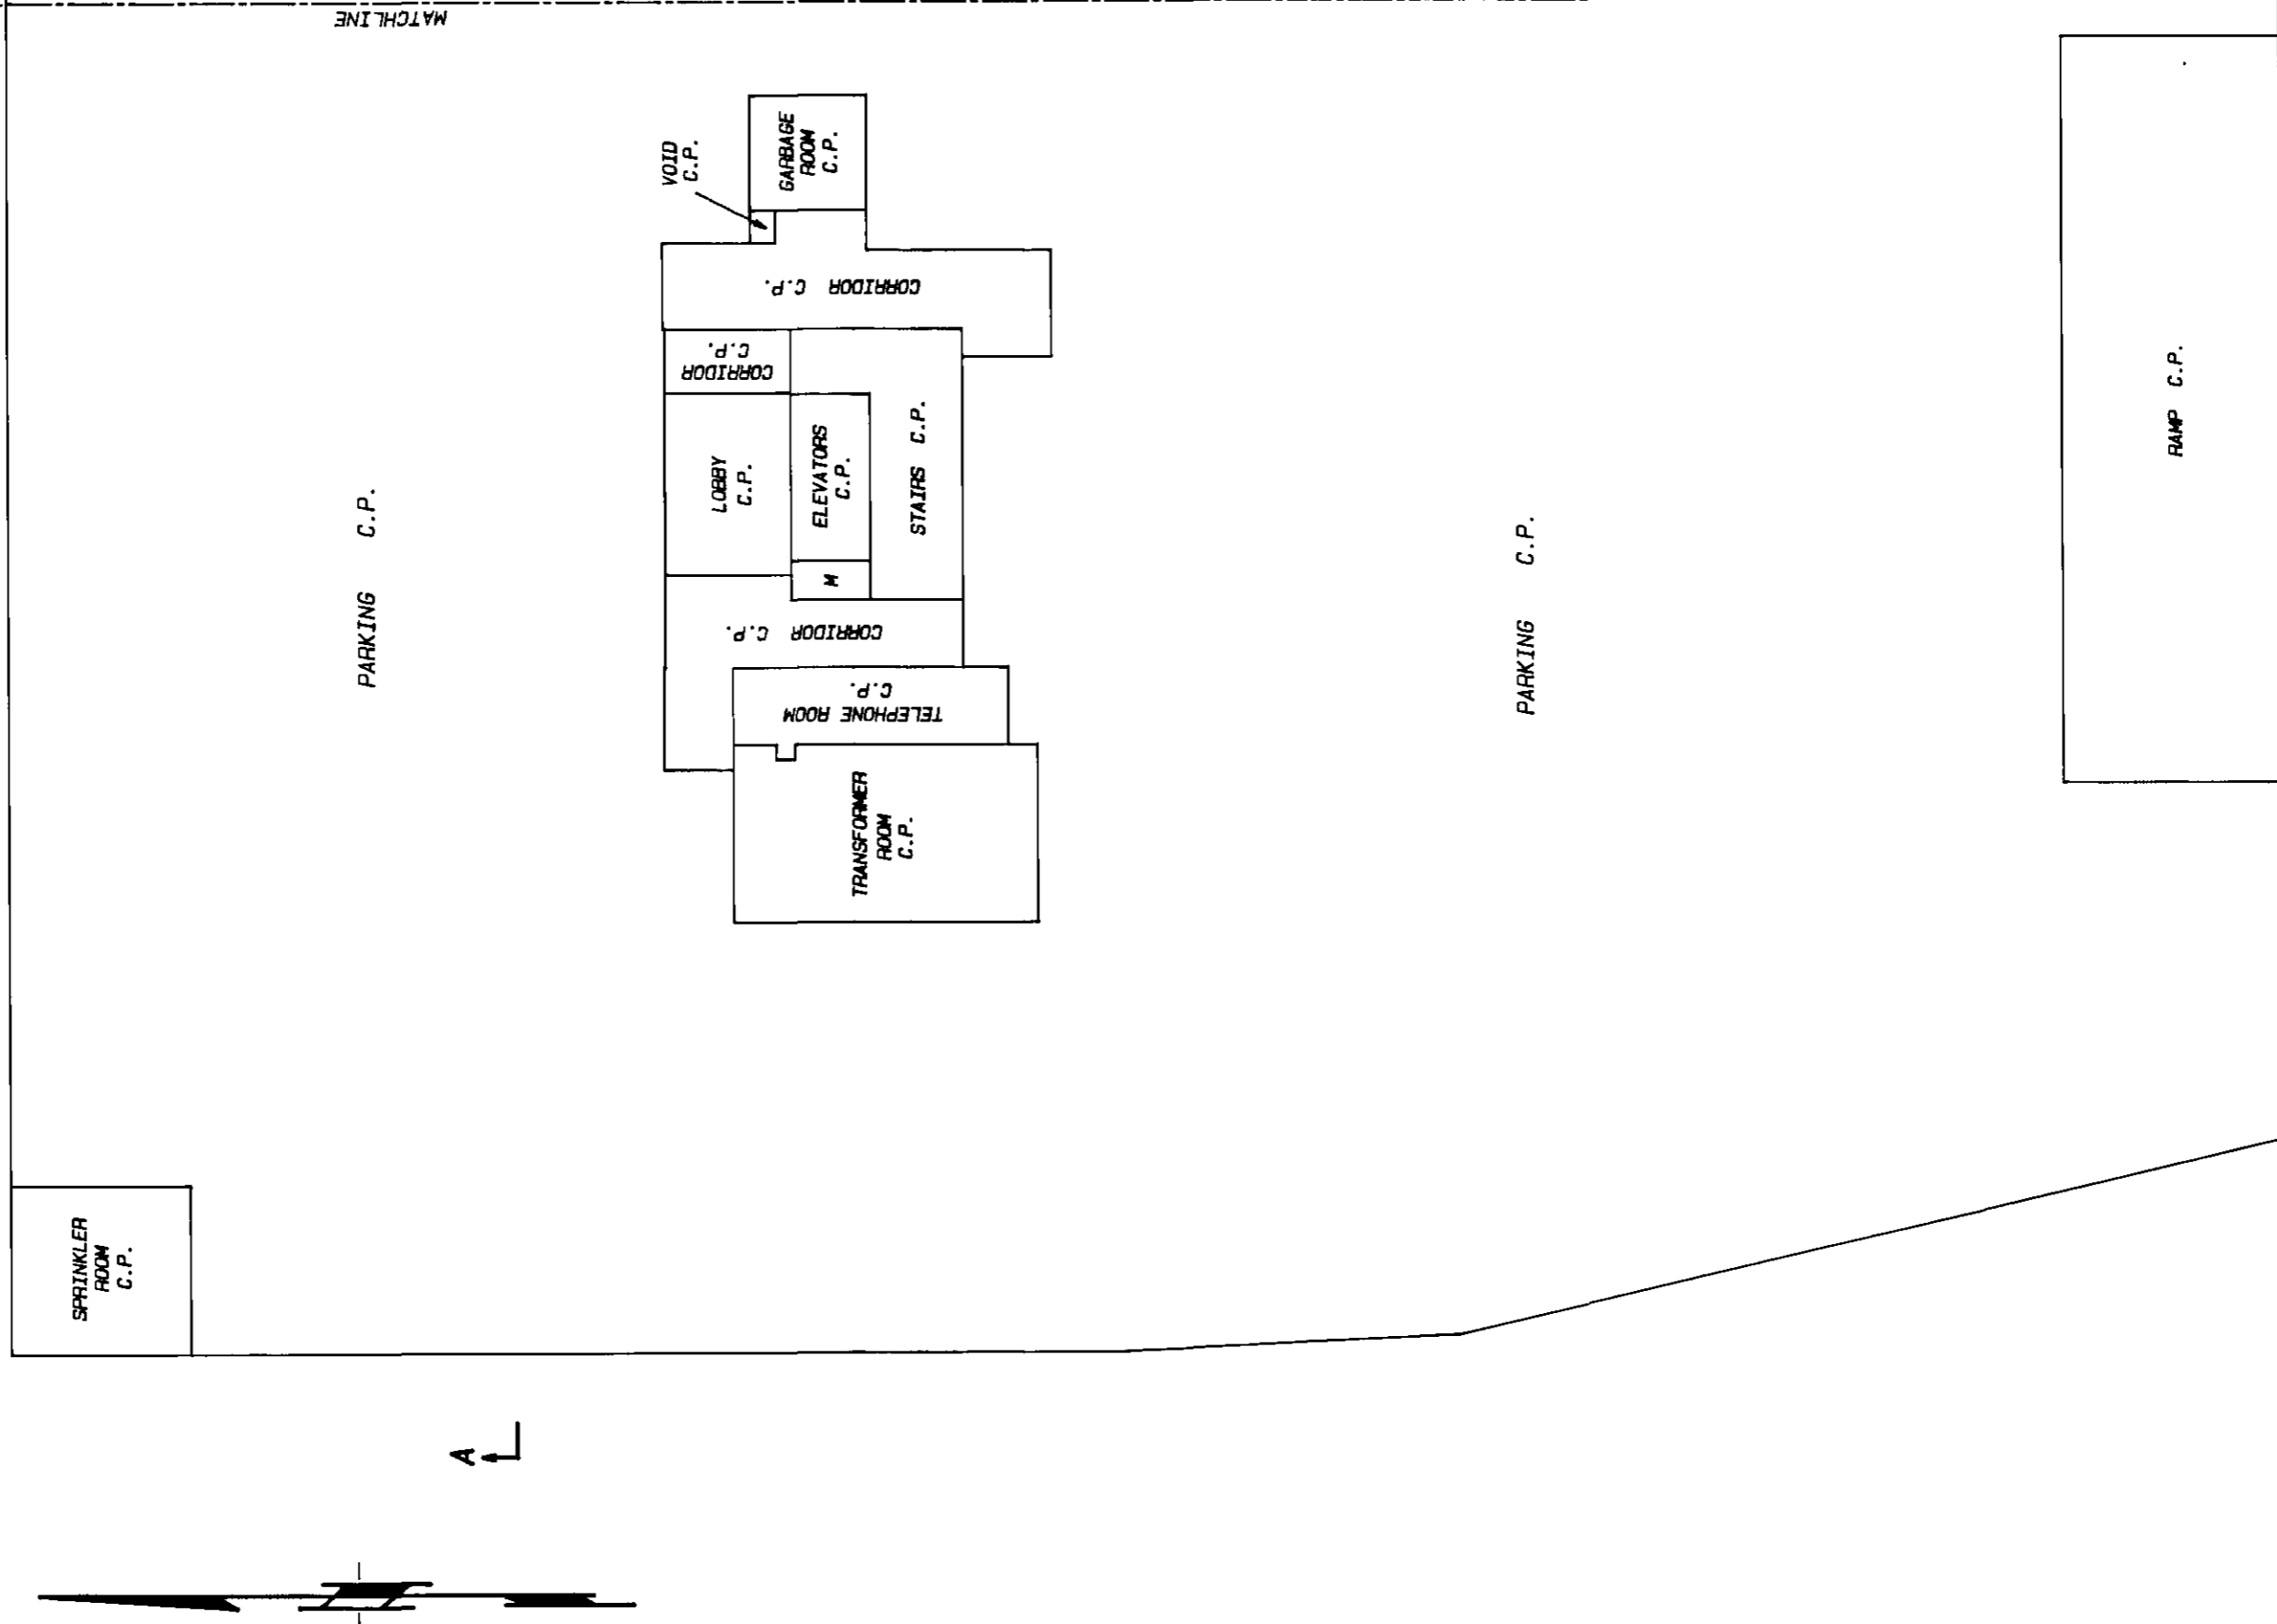 MATCHLINE
VOID
C.P.
GARBAGE
ROOM
C.P.
CORRIDOR C.P.
CORRIDOR
C.P.
LOBBY
C.P.
ELEVATORS
C.P.
STAIRS C.P.
M
CORRIDOR C.P.
TELEPHONE ROOM
C.P.
TRANSFORMER
ROOM
C.P.
PARKING C.P.
PARKING C.P.
RAMP C.P.
SPRINKLER
ROOM
C.P.
A
N